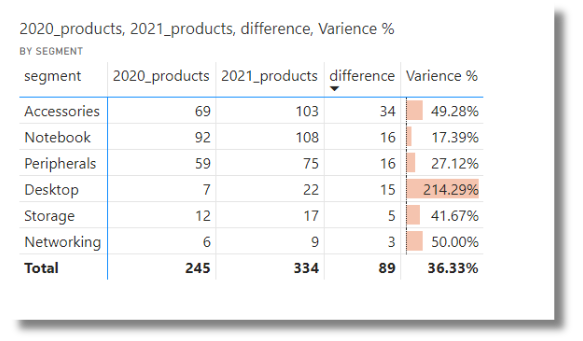 2020_products, 2021_products, difference, Varience %
BY SEGMENT
segment 2020_products 2021_products difference Varience %
Accessories 69 103 34 49.28%
Notebook 92 108 16 17.39%
Peripherals 59 75 16 27.12%
Desktop 7 22 15 214.29%
Storage 12 17 5 41.67%
Networking 6 9 3 50.00%
Total 245 334 89 36.33%